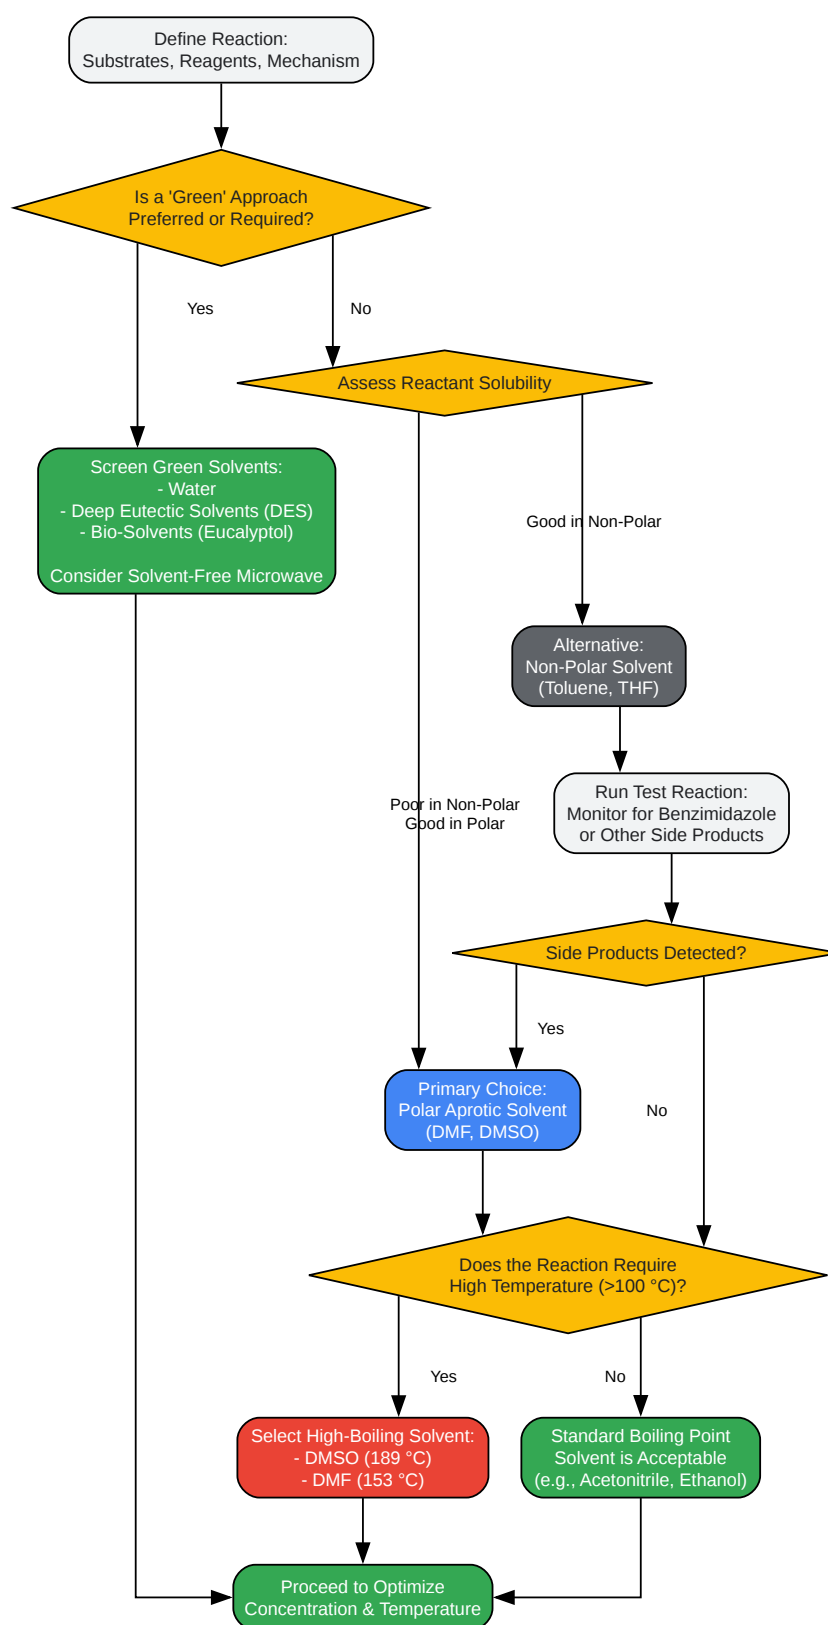 Define Reaction:
Substrates, Reagents, Mechanism
Is a 'Green' Approach
Preferred or Required?
Yes
No
Assess Reactant Solubility
Screen Green Solvents:
- Water
- Deep Eutectic Solvents (DES)
- Bio-Solvents (Eucalyptol)
Consider Solvent-Free Microwave
Good in Non-Polar
Alternative:
Non-Polar Solvent
(Toluene, THF)
Run Test Reaction:
Monitor for Benzimidazole
or Other Side Products
Poor in Non-Polar
Good in Polar
Side Products Detected?
Yes
No
Primary Choice:
Polar Aprotic Solvent
(DMF, DMSO)
Does the Reaction Require
High Temperature (>100 °C)?
Yes
No
Select High-Boiling Solvent:
- DMSO (189 °C)
- DMF (153 °C)
Standard Boiling Point
Solvent is Acceptable
(e.g., Acetonitrile, Ethanol)
Proceed to Optimize
Concentration & Temperature